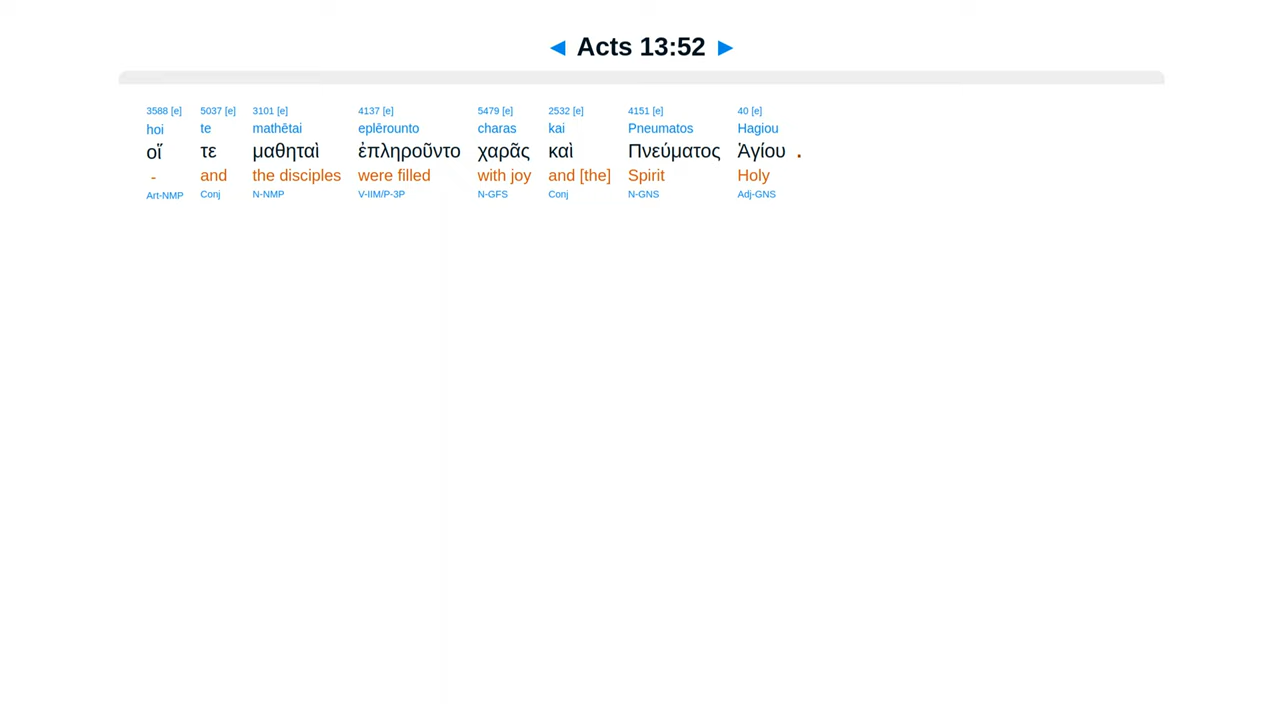 ◄ Acts 13:52 ►
3588 [e] 5037 [e] 3101 [e] 4137 [e] 5479 [e] 2532 [e] 4151 [e] 40 [e]
hoi te mathētai eplērounto charas kai Pneumatos Hagiou
οἵ τε μαθηταὶ ἐπληροῦντο χαρᾶς καὶ Πνεύματος Ἁγίου .
- and the disciples were filled with joy and [the] Spirit Holy
Art-NMP Conj N-NMP V-IIM/P-3P N-GFS Conj N-GNS Adj-GNS